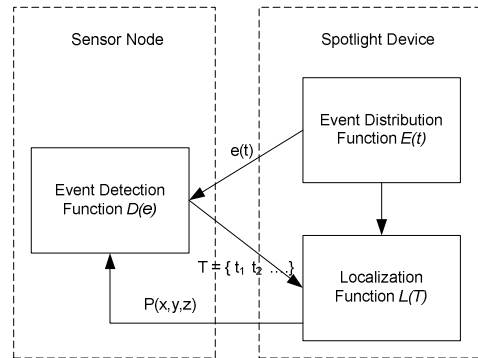 Sensor Node
Spotlight Device
Event Distribution
Function E(t)
e(t)
Event Detection
Function D(e)
T = { t₁ t₂ ….}
Localization
Function L(T)
P(x,y,z)